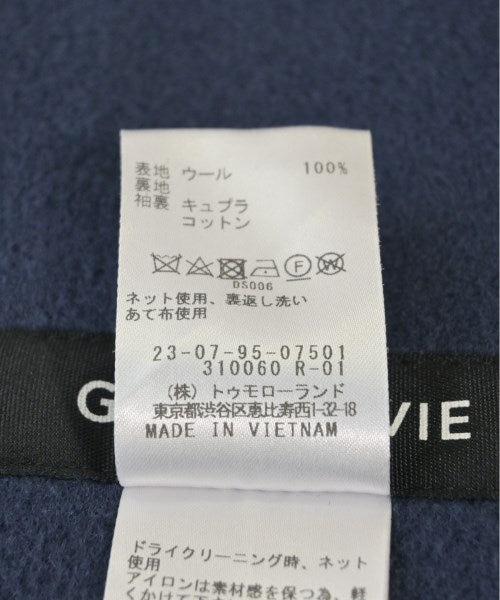 表地 ウール 100%
裏地
袖裏 キュプラ
コットン
DS006
ネット使用、裏返し洗い
あて布使用
23-07-95-07501
310060 R-01
(株) トゥモローランド
東京都渋谷区恵比寿西1-32-18
MADE IN VIETNAM
G VIE
ドライクリーニング時、ネット
使用
アイロンは素材感を保つ為、軽